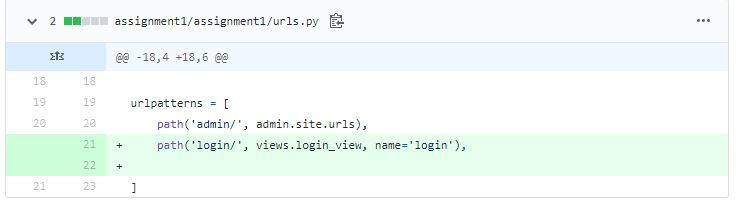 2 assignment1/assignment1/urls.py
@@ -18,4 +18,6 @@
18 18
19 19 urlpatterns = [
20 20 path('admin/', admin.site.urls),
21 + path('login/', views.login_view, name='login'),
22 +
21 23 ]